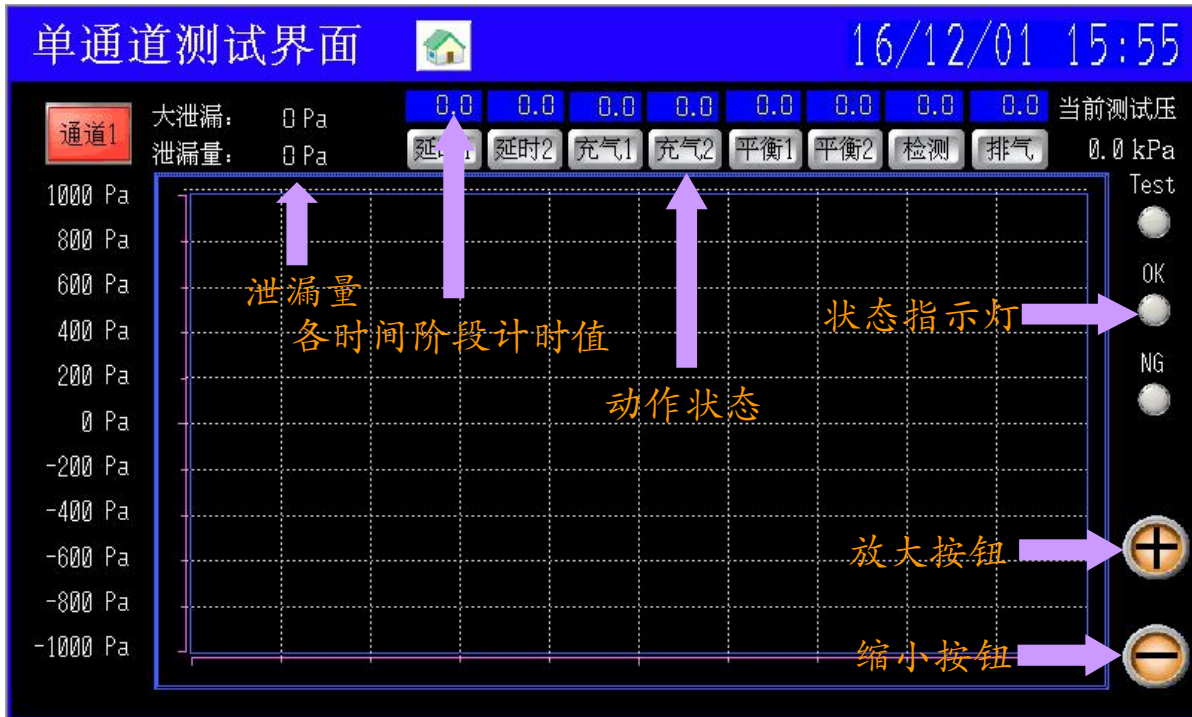 单通道测试界面 16/12/01 15:55
通道1
大泄漏: 0 Pa
泄漏量: 0 Pa
0.0 0.0 0.0 0.0 0.0 0.0 0.0 0.0
延时1 延时2 充气1 充气2 平衡1 平衡2 检测 排气
当前测试压
0.0 kPa
Test
OK
NG
1000 Pa
800 Pa
600 Pa
400 Pa
200 Pa
0 Pa
-200 Pa
-400 Pa
-600 Pa
-800 Pa
-1000 Pa
泄漏量
各时间阶段计时值
动作状态
状态指示灯
放大按钮
缩小按钮